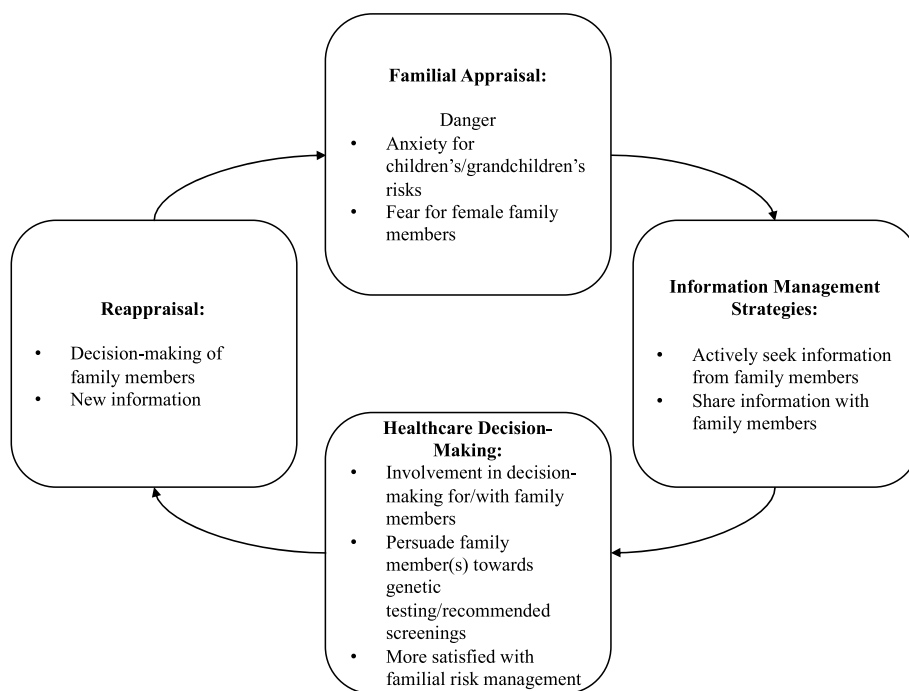 Familial Appraisal:
Danger
• Anxiety for
children's/grandchildren's
risks
• Fear for female family
members
Information Management
Strategies:
• Actively seek information
from family members
• Share information with
family members
Healthcare Decision-
Making:
• Involvement in decision-
making for/with family
members
• Persuade family
member(s) towards
genetic
testing/recommended
screenings
• More satisfied with
familial risk management
Reappraisal:
• Decision-making of
family members
• New information